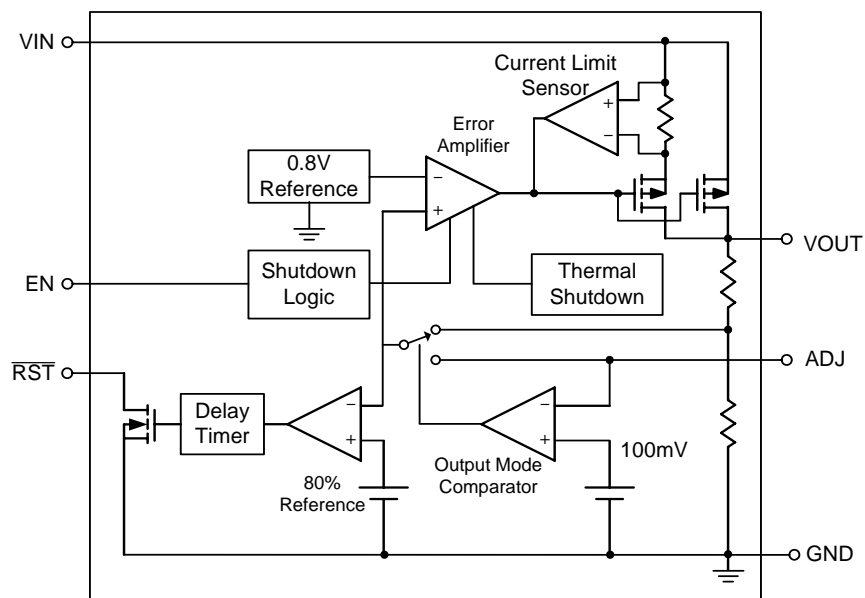 VIN
Current Limit
Sensor
Error
Amplifier
+
−
0.8V
Reference
−
+
VOUT
EN
Shutdown
Logic
Thermal
Shutdown
ADJ
RST
Delay
Timer
−
+
−
+
100mV
80%
Reference
Output Mode
Comparator
GND